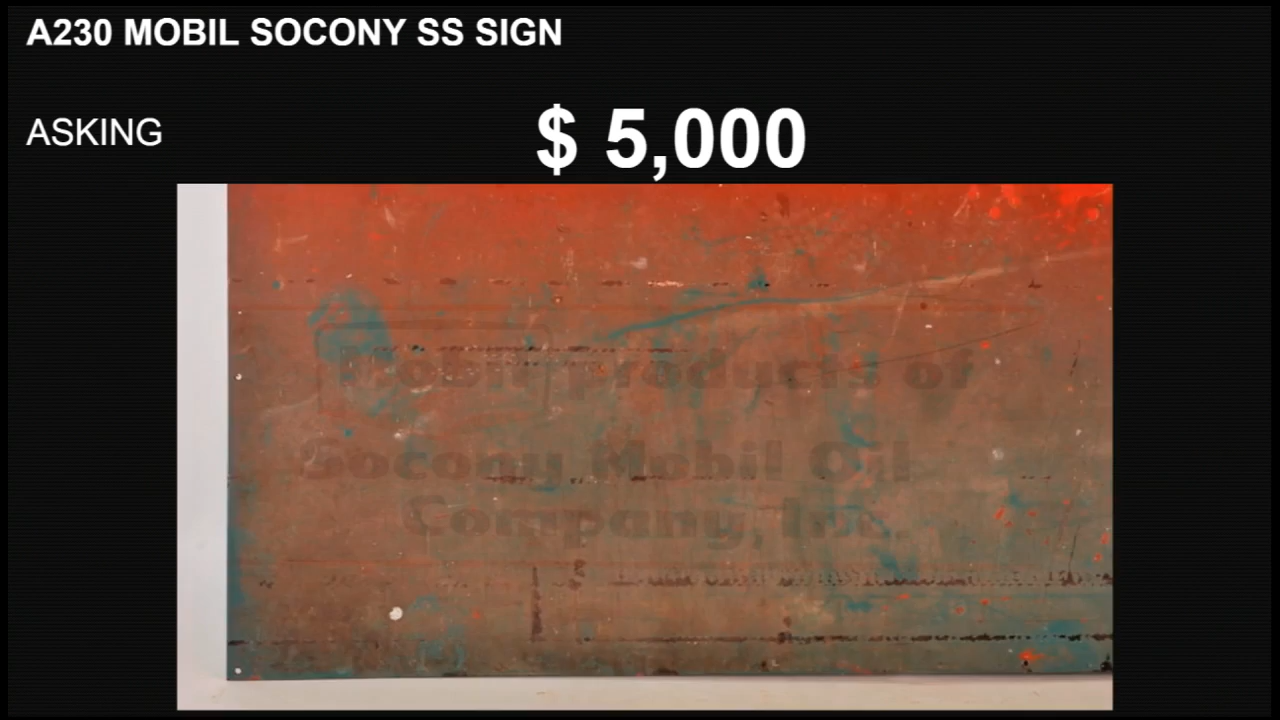 A230 MOBIL SOCONY SS SIGN
ASKING
$ 5,000
Mobil products of
Socony Mobil Oil
Company, Inc.